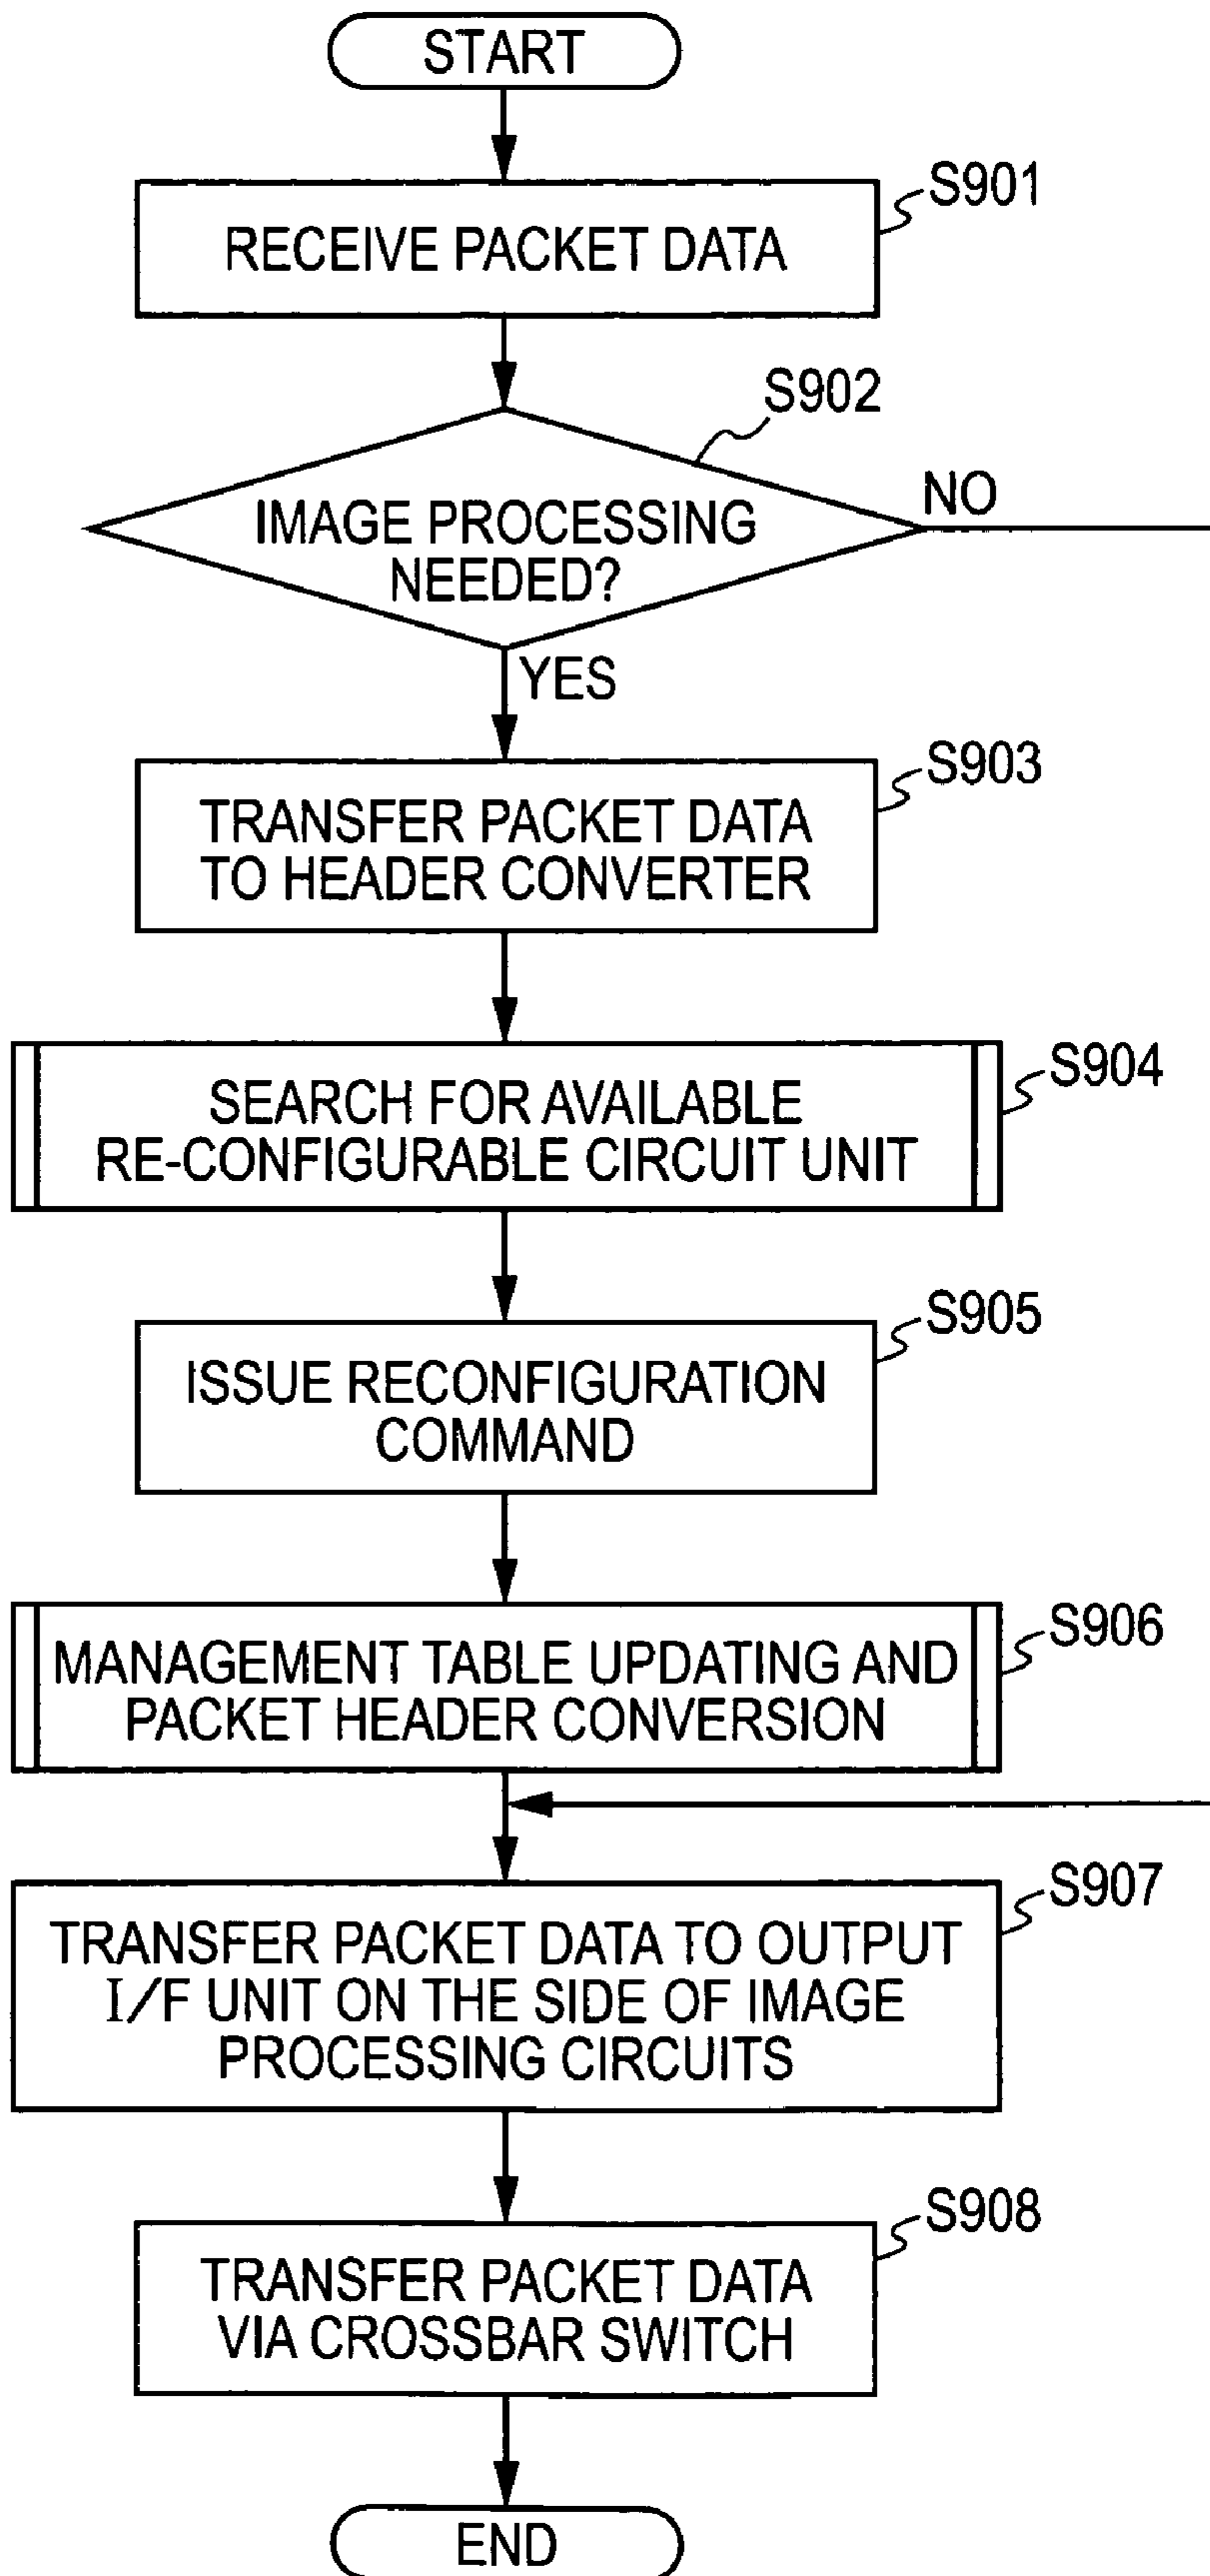 START
S901
RECEIVE PACKET DATA
S902
IMAGE PROCESSING
NEEDED?
NO
YES
S903
TRANSFER PACKET DATA
TO HEADER CONVERTER
S904
SEARCH FOR AVAILABLE
RE-CONFIGURABLE CIRCUIT UNIT
S905
ISSUE RECONFIGURATION
COMMAND
S906
MANAGEMENT TABLE UPDATING AND
PACKET HEADER CONVERSION
S907
TRANSFER PACKET DATA TO OUTPUT
I/F UNIT ON THE SIDE OF IMAGE
PROCESSING CIRCUITS
S908
TRANSFER PACKET DATA
VIA CROSSBAR SWITCH
END